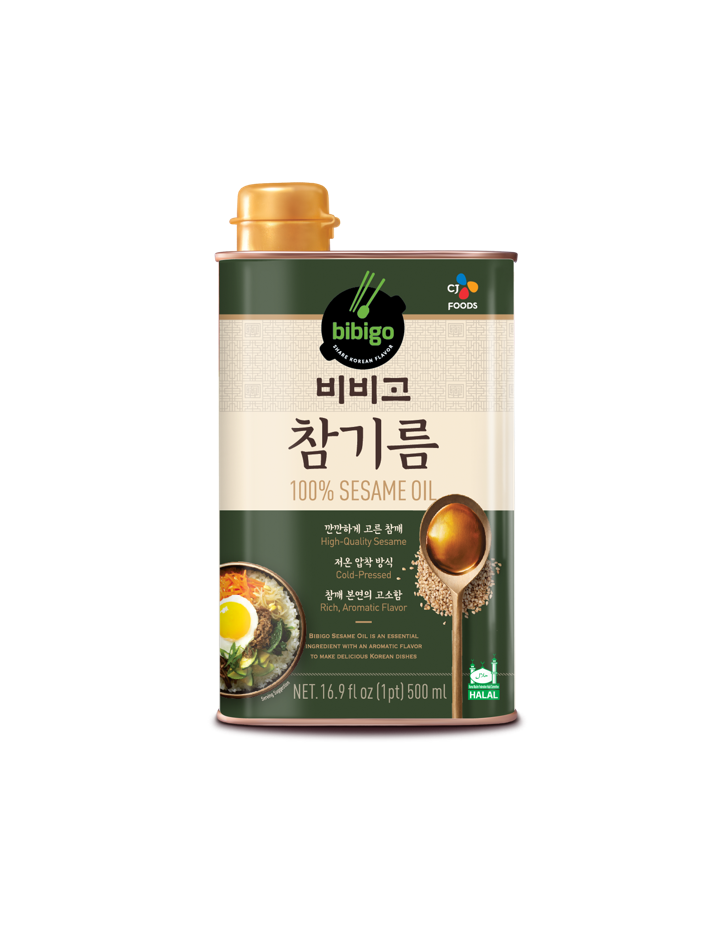 CJ
FOODS
bibigo
SHARE KOREAN FLAVOR
비비고
참기름
100% SESAME OIL
깐깐하게 고른 참깨
High-Quality Sesame
저온 압착 방식
Cold-Pressed
참깨 본연의 고소함
Rich, Aromatic Flavor
BIBIGO SESAME OIL IS AN ESSENTIAL
INGREDIENT WITH AN AROMATIC FLAVOR
TO MAKE DELICIOUS KOREAN DISHES
Serving Suggestion
NET. 16.9 fl oz (1pt) 500 ml
حلال
HALAL